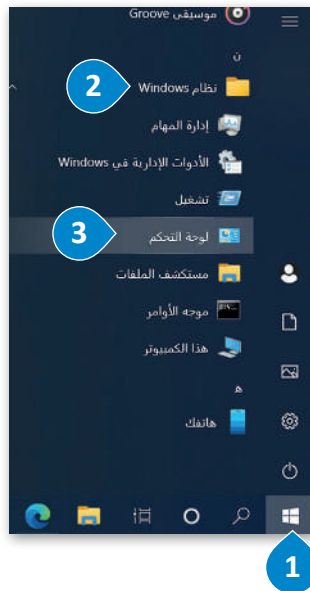 موسيقى Groove
ن
2
نظام Windows
إدارة المهام
الأدوات الإدارية في Windows
تشغيل
3
لوحة التحكم
مستكشف الملفات
موجه الأوامر
هذا الكمبيوتر
ه
هاتفك
1